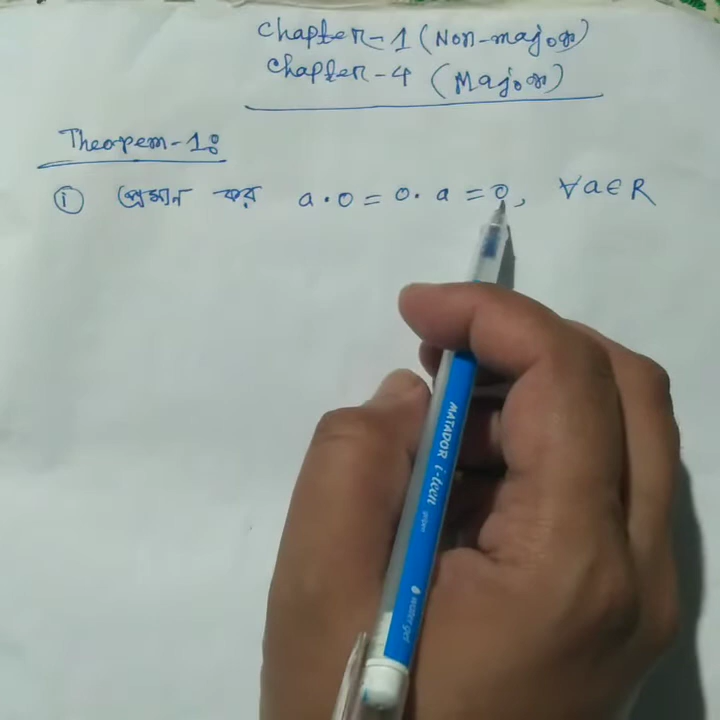 Chapter-1 (Non-major)
Chapter-4 (Major)
Theorem-1:
(i) প্রমান কর a·0 = 0·a = 0, ∀a∈R
MATADOR i-teen